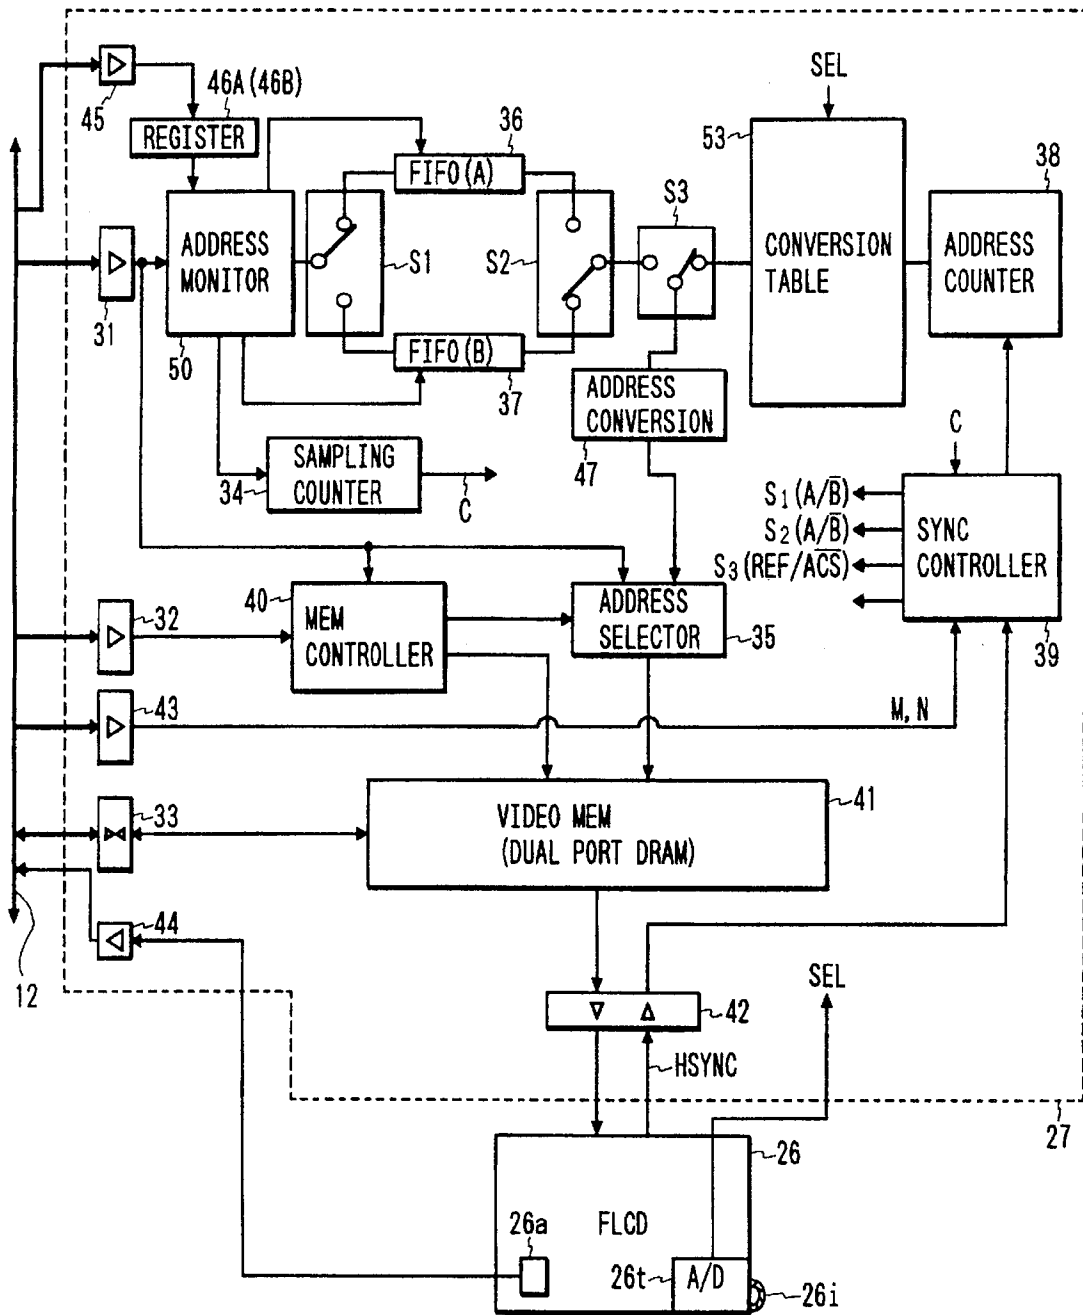 SEL
45
46A(46B)
REGISTER
36
FIFO(A)
53
38
S3
31
ADDRESS
MONITOR
50
S1
S2
CONVERSION
TABLE
ADDRESS
COUNTER
FIFO(B)
37
ADDRESS
CONVERSION
47
34
SAMPLING
COUNTER
C
C
S1(A/B̅)
S2(A/B̅)
S3(REF/A̅C̅S̅)
SYNC
CONTROLLER
39
32
40
MEM
CONTROLLER
ADDRESS
SELECTOR
35
43
M, N
33
VIDEO MEM
(DUAL PORT DRAM)
41
44
12
42
SEL
HSYNC
27
26
FLCD
26a
26t
A/D
26i